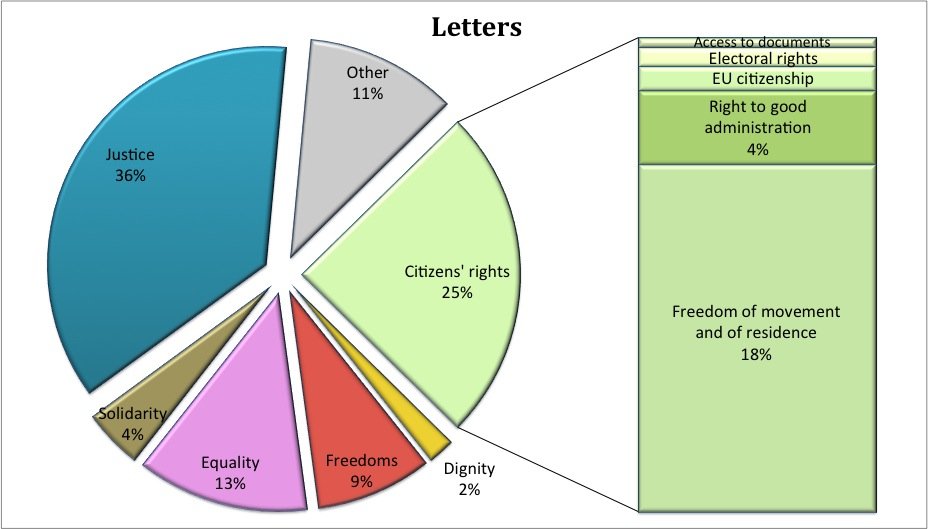 Letters
Other
11%
Justice
36%
Citizens' rights
25%
Solidarity
4%
Equality
13%
Freedoms
9%
Dignity
2%
Access to documents
Electoral rights
EU citizenship
Right to good
administration
4%
Freedom of movement
and of residence
18%